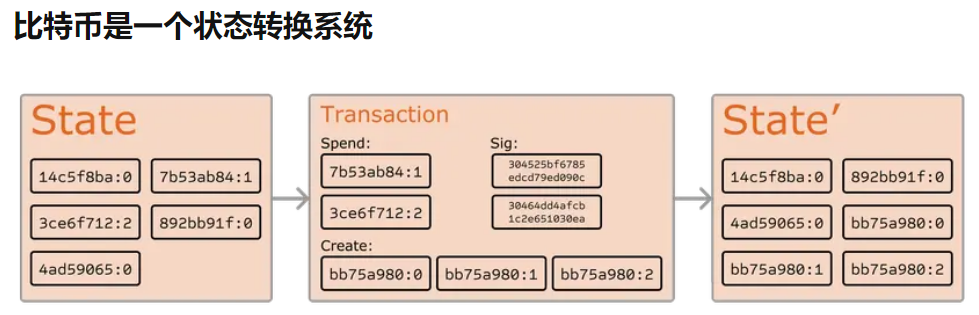 比特币是一个状态转换系统
State
14c5f8ba:0 7b53ab84:1
3ce6f712:2 892bb91f:0
4ad59065:0
Transaction
Spend: Sig:
7b53ab84:1 304525bf6785
edcd79ed090c
3ce6f712:2 30464dd4afcb
1c2e651030ea
Create:
bb75a980:0 bb75a980:1 bb75a980:2
State’
14c5f8ba:0 892bb91f:0
4ad59065:0 bb75a980:0
bb75a980:1 bb75a980:2